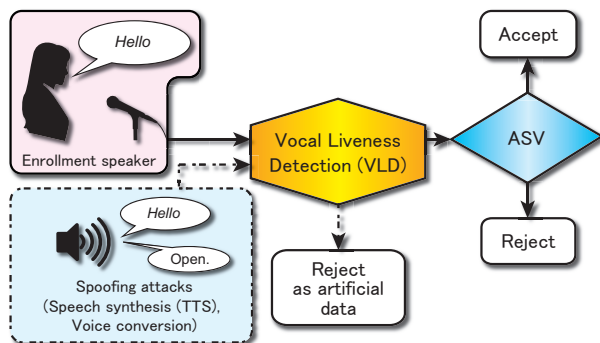 Hello
Enrollment speaker
Hello
Open.
Spoofing attacks
(Speech synthesis (TTS),
Voice conversion)
Vocal Liveness
Detection (VLD)
Reject
as artificial
data
Accept
ASV
Reject